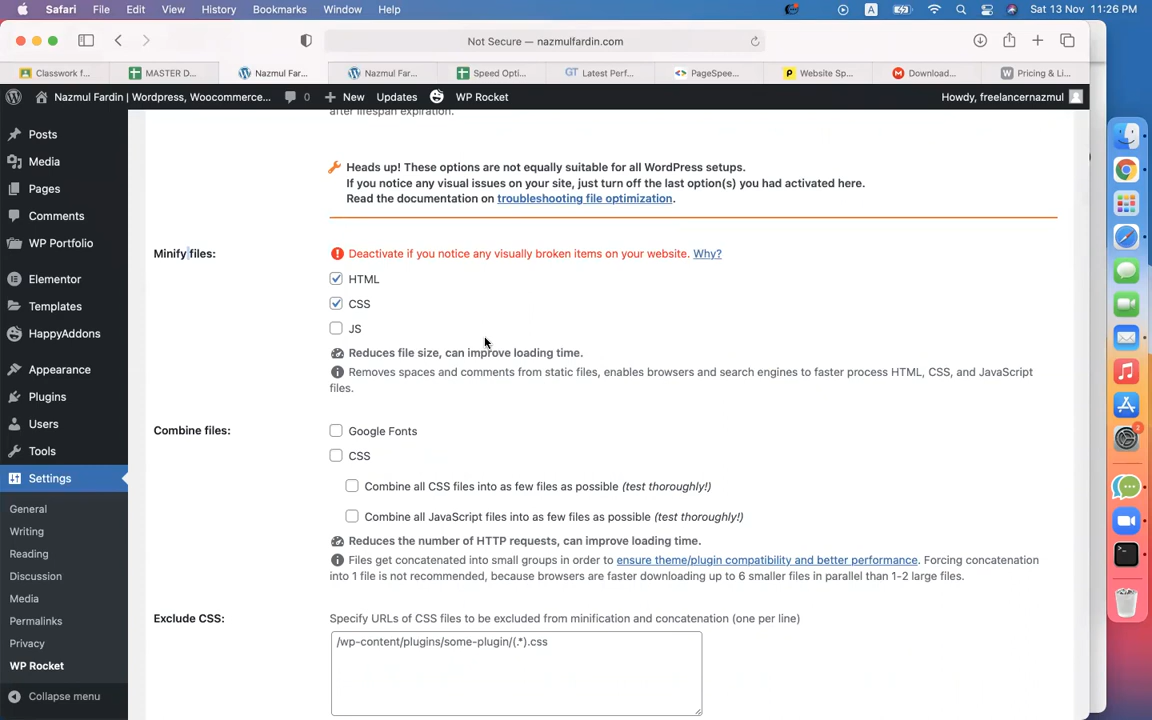 Safari File Edit View History Bookmarks Window Help A Sat 13 Nov 11:26 PM
Not Secure — nazmulfardin.com
Classwork f... MASTER D... Nazmul Far... Nazmul Far... Speed Opti... GT Latest Perf... PageSpee... Website Sp... Download... W Pricing & Li...
Nazmul Fardin | Wordpress, Woocommerce... 0 New Updates WP Rocket Howdy, freelancernazmul
Posts
Media
Pages
Comments
WP Portfolio
Elementor
Templates
HappyAddons
Appearance
Plugins
Users
Tools
Settings
General
Writing
Reading
Discussion
Media
Permalinks
Privacy
WP Rocket
Collapse menu
after lifespan expiration.
Heads up! These options are not equally suitable for all WordPress setups.
If you notice any visual issues on your site, just turn off the last option(s) you had activated here.
Read the documentation on troubleshooting file optimization.
Minify files:
Deactivate if you notice any visually broken items on your website. Why?
HTML
CSS
JS
Reduces file size, can improve loading time.
Removes spaces and comments from static files, enables browsers and search engines to faster process HTML, CSS, and JavaScript
files.
Combine files:
Google Fonts
CSS
Combine all CSS files into as few files as possible (test thoroughly!)
Combine all JavaScript files into as few files as possible (test thoroughly!)
Reduces the number of HTTP requests, can improve loading time.
Files get concatenated into small groups in order to ensure theme/plugin compatibility and better performance. Forcing concatenation
into 1 file is not recommended, because browsers are faster downloading up to 6 smaller files in parallel than 1-2 large files.
Exclude CSS:
Specify URLs of CSS files to be excluded from minification and concatenation (one per line)
/wp-content/plugins/some-plugin/(.*).css
2